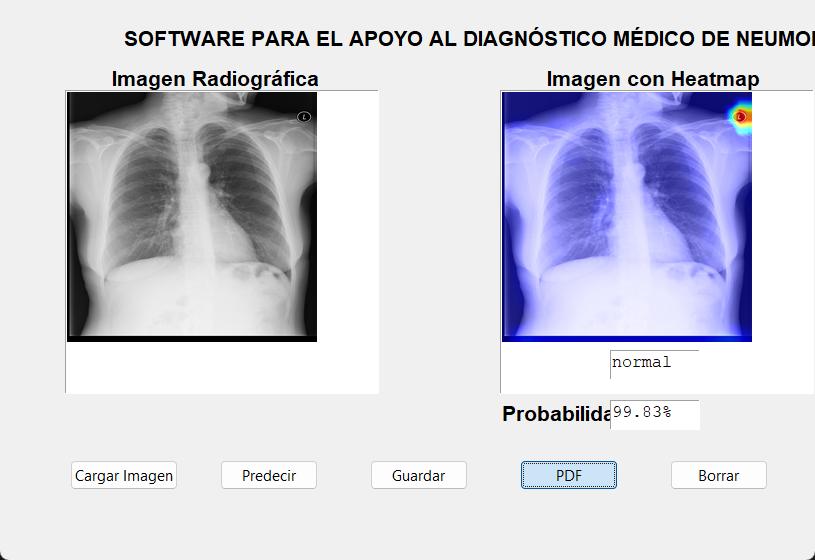 SOFTWARE PARA EL APOYO AL DIAGNÓSTICO MÉDICO DE NEUMO
Imagen Radiográfica
Imagen con Heatmap
L
L
normal
Probabilida
99.83%
Cargar Imagen
Predecir
Guardar
PDF
Borrar